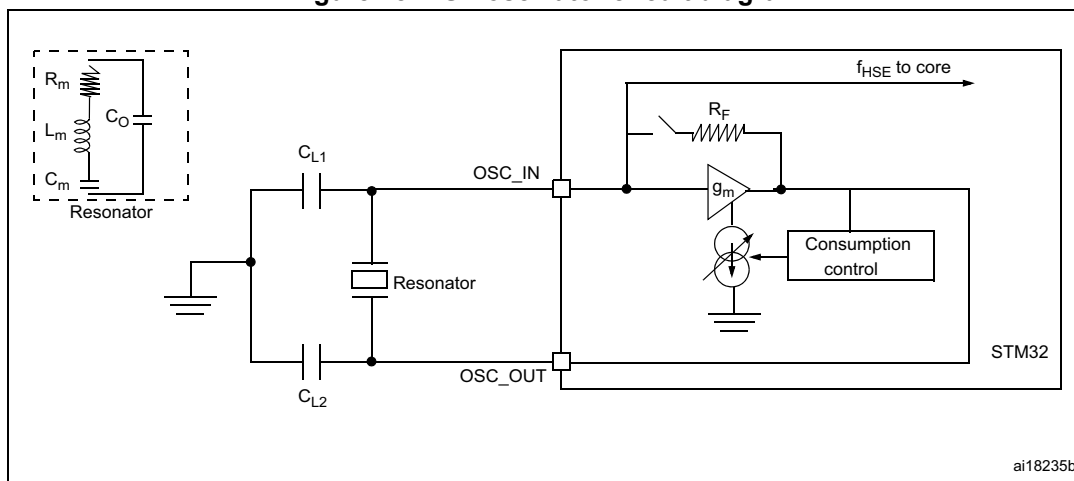 R_m
L_m
C_O
C_m
Resonator
C_L1
C_L2
Resonator
OSC_IN
OSC_OUT
f_HSE to core
R_F
g_m
Consumption
control
STM32
ai18235b